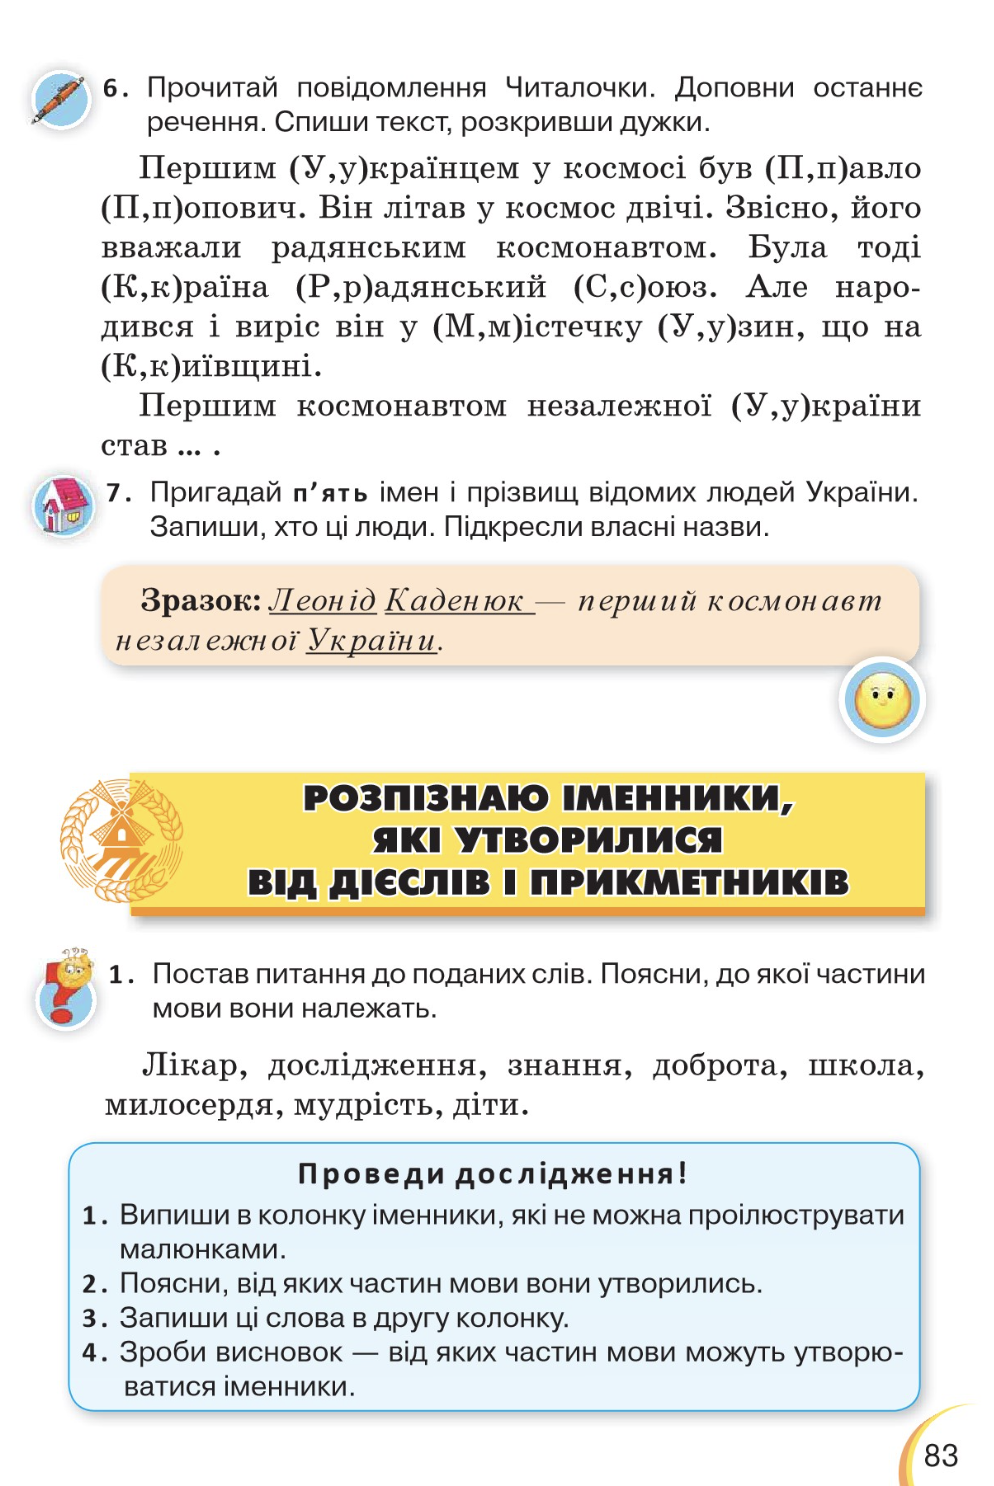 6. Прочитай повідомлення Читалочки. Доповни останнє
речення. Спиши текст, розкривши дужки.
Першим (У,у)країнцем у космосі був (П,п)авло
(П,п)опович. Він літав у космос двічі. Звісно, його
вважали радянським космонавтом. Була тоді
(К,к)раїна (Р,р)адянський (С,с)оюз. Але наро-
дився і виріс він у (М,м)істечку (У,у)зин, що на
(К,к)иївщині.
Першим космонавтом незалежної (У,у)країни
став ... .
7. Пригадай п’ять імен і прізвищ відомих людей України.
Запиши, хто ці люди. Підкресли власні назви.
Зразок: Леонід Каденюк — перший космонавт
незалежної України.
РОЗПІЗНАЮ ІМЕННИКИ,
ЯКІ УТВОРИЛИСЯ
ВІД ДІЄСЛІВ І ПРИКМЕТНИКІВ
1. Постав питання до поданих слів. Поясни, до якої частини
мови вони належать.
Лікар, дослідження, знання, доброта, школа,
милосердя, мудрість, діти.
Проведи дослідження!
1. Випиши в колонку іменники, які не можна проілюструвати
малюнками.
2. Поясни, від яких частин мови вони утворились.
3. Запиши ці слова в другу колонку.
4. Зроби висновок — від яких частин мови можуть утворю-
ватися іменники.
83